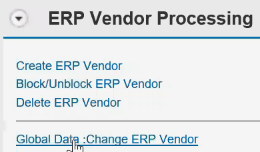 ERP Vendor Processing
Create ERP Vendor
Block/Unblock ERP Vendor
Delete ERP Vendor
Global Data :Change ERP Vendor